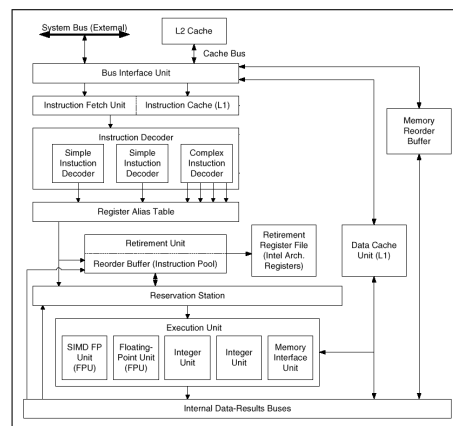 System Bus (External)
L2 Cache
Cache Bus
Bus Interface Unit
Instruction Fetch Unit
Instruction Cache (L1)
Memory
Reorder
Buffer
Instruction Decoder
Simple
Instuction
Decoder
Simple
Instuction
Decoder
Complex
Instuction
Decoder
Register Alias Table
Retirement Unit
Reorder Buffer (Instruction Pool)
Retirement
Register File
(Intel Arch.
Registers)
Data Cache
Unit (L1)
Reservation Station
Execution Unit
SIMD FP
Unit
(FPU)
Floating-
Point Unit
(FPU)
Integer
Unit
Integer
Unit
Memory
Interface
Unit
Internal Data-Results Buses